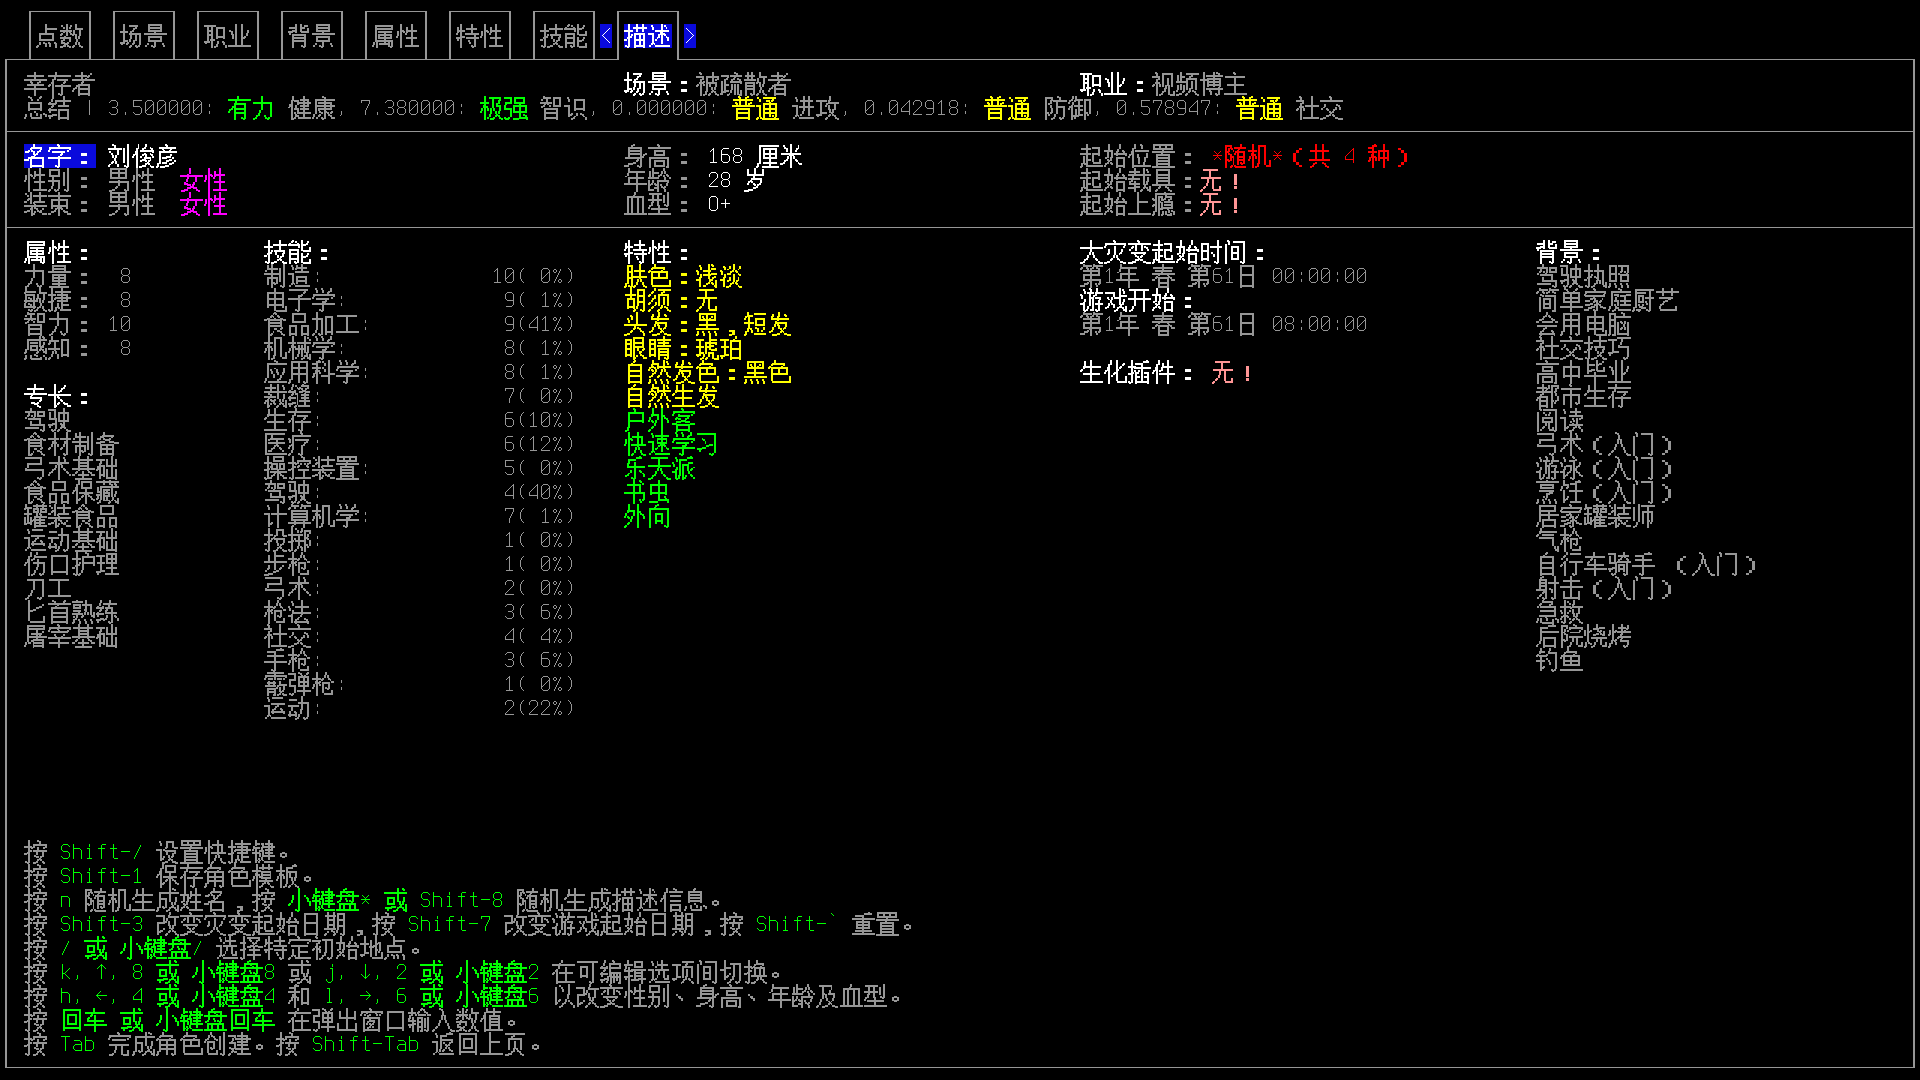 点数 场景 职业 背景 属性 特性 技能 < 描述 >
幸存者 场景：被疏散者 职业：视频博主
总结 | 3.500000: 有力 健康, 7.380000: 极强 智识, 0.000000: 普通 进攻, 0.042918: 普通 防御, 0.578947: 普通 社交
名字： 刘俊彦 身高： 168 厘米 起始位置： *随机*（共 4 种）
性别： 男性 女性 年龄： 28 岁 起始载具：无！
装束： 男性 女性 血型： O+ 起始上瘾：无！
属性： 技能： 特性： 大灾变起始时间： 背景：
力量： 8 制造: 10( 0%) 肤色：浅淡 第1年 春 第61日 00:00:00 驾驶执照
敏捷： 8 电子学: 9( 1%) 胡须：无 游戏开始： 简单家庭厨艺
智力： 10 食品加工: 9(41%) 头发：黑，短发 第1年 春 第61日 08:00:00 会用电脑
感知： 8 机械学: 8( 1%) 眼睛：琥珀 社交技巧
应用科学: 8( 1%) 自然发色：黑色 生化插件： 无！ 高中毕业
专长： 裁缝: 7( 0%) 自然生发 都市生存
驾驶 生存: 6(10%) 户外客 阅读
食材制备 医疗: 6(12%) 快速学习 弓术（入门）
弓术基础 操控装置: 5( 0%) 乐天派 游泳（入门）
食品保藏 驾驶: 4(40%) 书虫 烹饪（入门）
罐装食品 计算机学: 7( 1%) 外向 居家罐装师
运动基础 投掷: 1( 0%) 气枪
伤口护理 步枪: 1( 0%) 自行车骑手 （入门）
刀工 弓术: 2( 0%) 射击（入门）
匕首熟练 枪法: 3( 6%) 急救
屠宰基础 社交: 4( 4%) 后院烧烤
手枪: 3( 6%) 钓鱼
霰弹枪: 1( 0%)
运动: 2(22%)
按 Shift-/ 设置快捷键。
按 Shift-1 保存角色模板。
按 n 随机生成姓名，按 小键盘* 或 Shift-8 随机生成描述信息。
按 Shift-3 改变灾变起始日期，按 Shift-7 改变游戏起始日期，按 Shift-` 重置。
按 / 或 小键盘/ 选择特定初始地点。
按 k, ↑, 8 或 小键盘8 或 j, ↓, 2 或 小键盘2 在可编辑选项间切换。
按 h, ←, 4 或 小键盘4 和 l, →, 6 或 小键盘6 以改变性别、身高、年龄及血型。
按 回车 或 小键盘回车 在弹出窗口输入数值。
按 Tab 完成角色创建。按 Shift-Tab 返回上页。